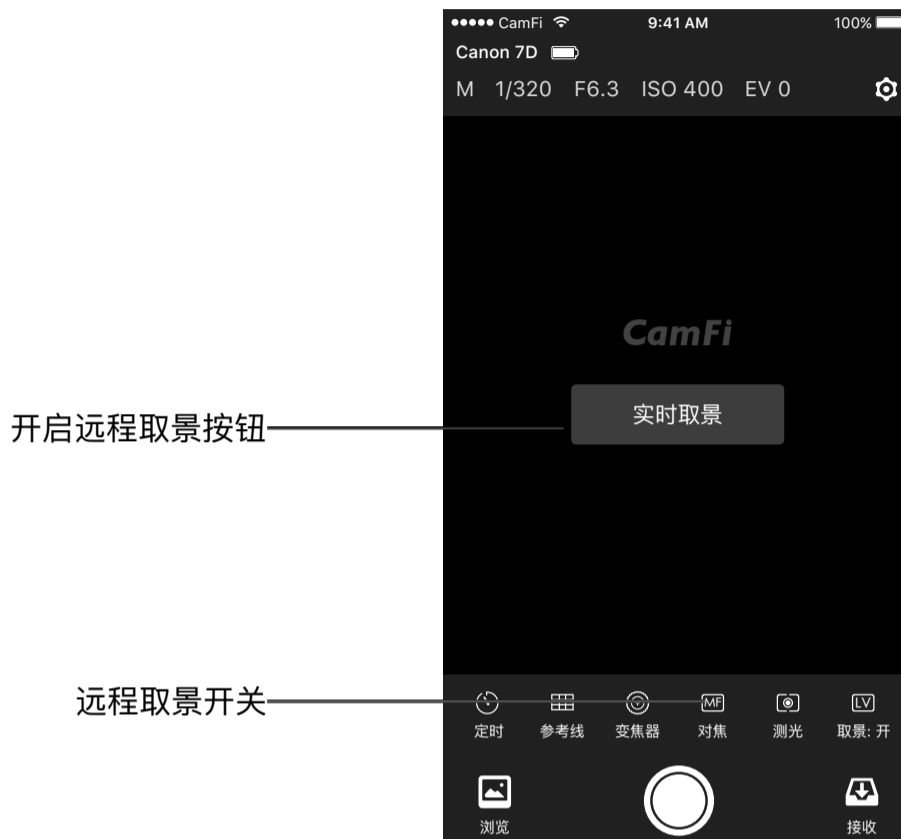 CamFi 9:41 AM 100%
Canon 7D
M 1/320 F6.3 ISO 400 EV 0
CamFi
开启远程取景按钮
实时取景
远程取景开关
MF LV
定时 参考线 变焦器 对焦 测光 取景: 开
浏览 接收